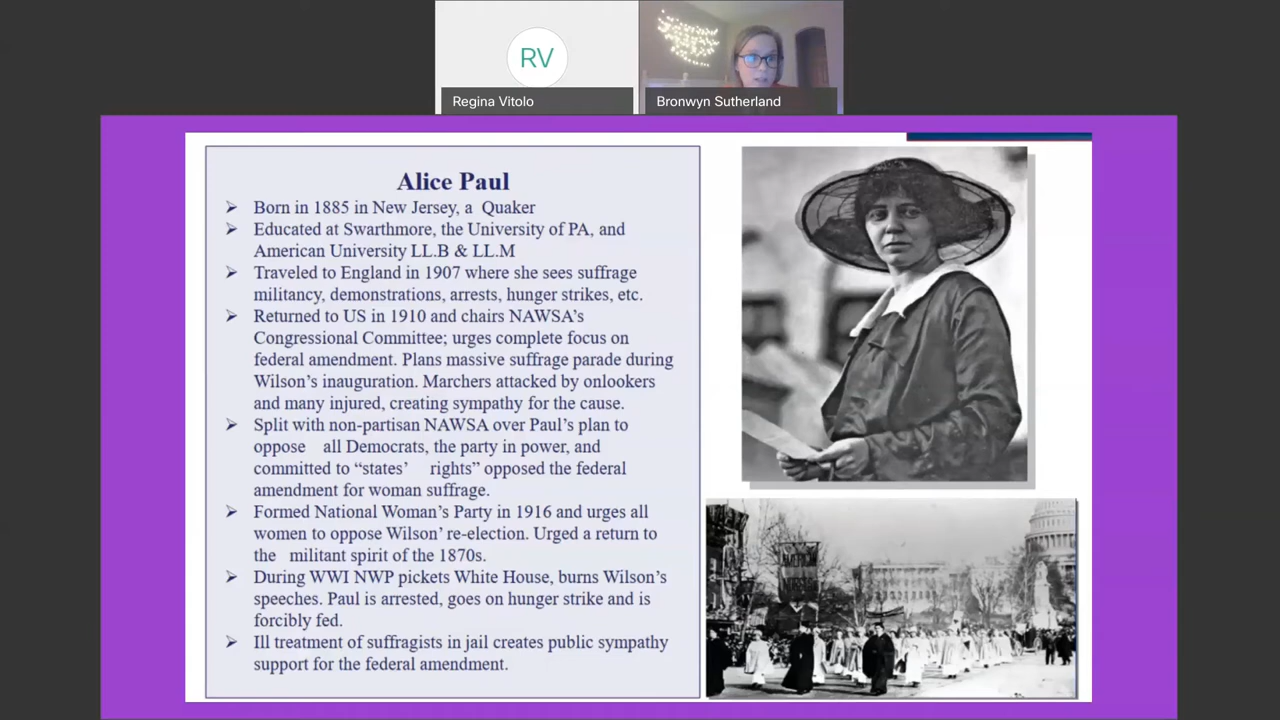 RV
Regina Vitolo
Bronwyn Sutherland
Alice Paul
➢ Born in 1885 in New Jersey, a Quaker
➢ Educated at Swarthmore, the University of PA, and
American University LL.B & LL.M
➢ Traveled to England in 1907 where she sees suffrage
militancy, demonstrations, arrests, hunger strikes, etc.
➢ Returned to US in 1910 and chairs NAWSA's
Congressional Committee; urges complete focus on
federal amendment. Plans massive suffrage parade during
Wilson's inauguration. Marchers attacked by onlookers
and many injured, creating sympathy for the cause.
➢ Split with non-partisan NAWSA over Paul's plan to
oppose all Democrats, the party in power, and
committed to “states’ rights” opposed the federal
amendment for woman suffrage.
➢ Formed National Woman's Party in 1916 and urges all
women to oppose Wilson' re-election. Urged a return to
the militant spirit of the 1870s.
➢ During WWI NWP pickets White House, burns Wilson's
speeches. Paul is arrested, goes on hunger strike and is
forcibly fed.
➢ Ill treatment of suffragists in jail creates public sympathy
support for the federal amendment.